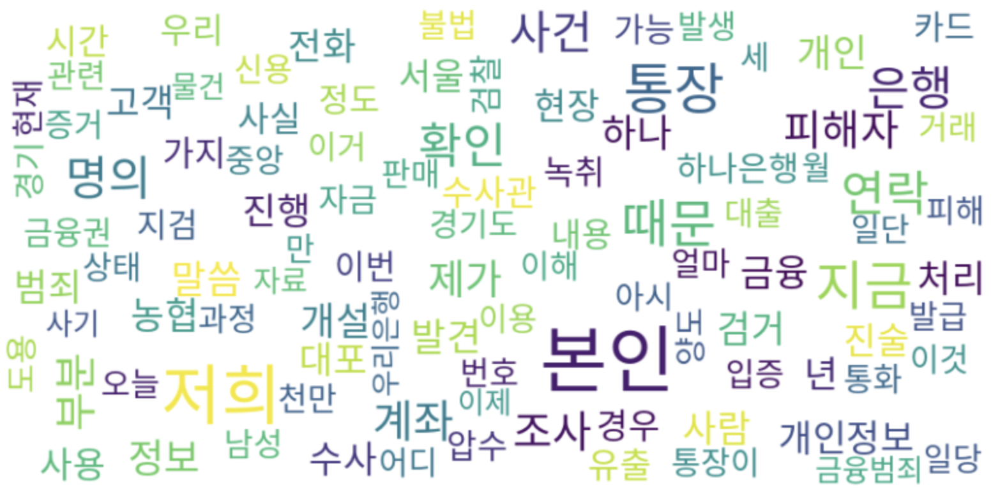 시간 우리 전화 불법 사건 가능 발생 세 개인 카드
현재 관련 고객 물건 신용 정도 서울 검찰 현장 통장 은행
증거 사실 이거 확인 하나 피해자 거래
경기 명의 가지 중앙 판매 수사관 녹취 하나은행 월 연락
금융권 지검 진행 자금 경기도 내용 때문 대출 일단 피해
범죄 상태 말씀 만 자료 이번 제가 이해 얼마 금융 지금 처리
사기 농협 과정 개설 우리은행 발견 이용 아시 형보 검거 발급 진술
도용 부분 오늘 저희 대포 천만 번호 본인 입증 년 통화 이것
계좌 이제 조사 경우 사람 개인정보
사용 정보 남성 수사 어디 압수 유출 통장이 금융범죄 일당